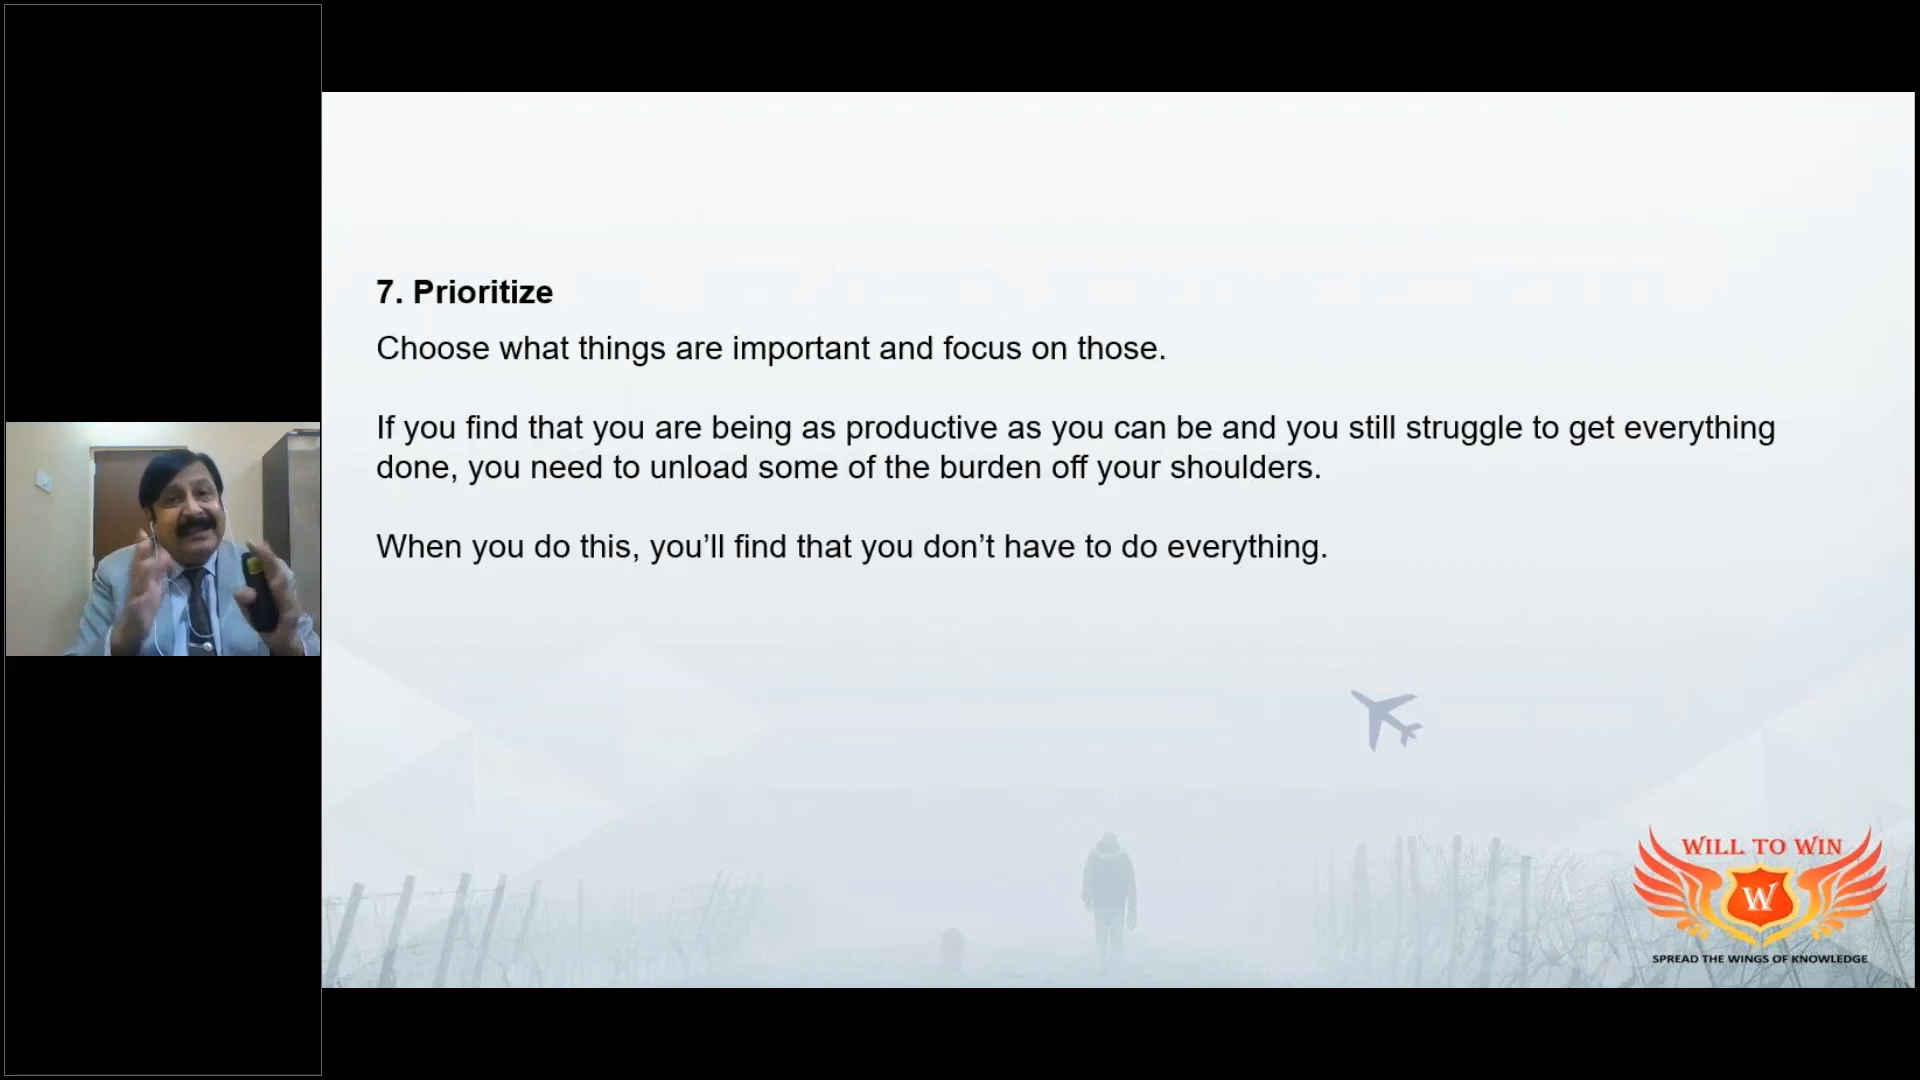 7. Prioritize
Choose what things are important and focus on those.
If you find that you are being as productive as you can be and you still struggle to get everything
done, you need to unload some of the burden off your shoulders.
When you do this, you’ll find that you don’t have to do everything.
WILL TO WIN
W
SPREAD THE WINGS OF KNOWLEDGE